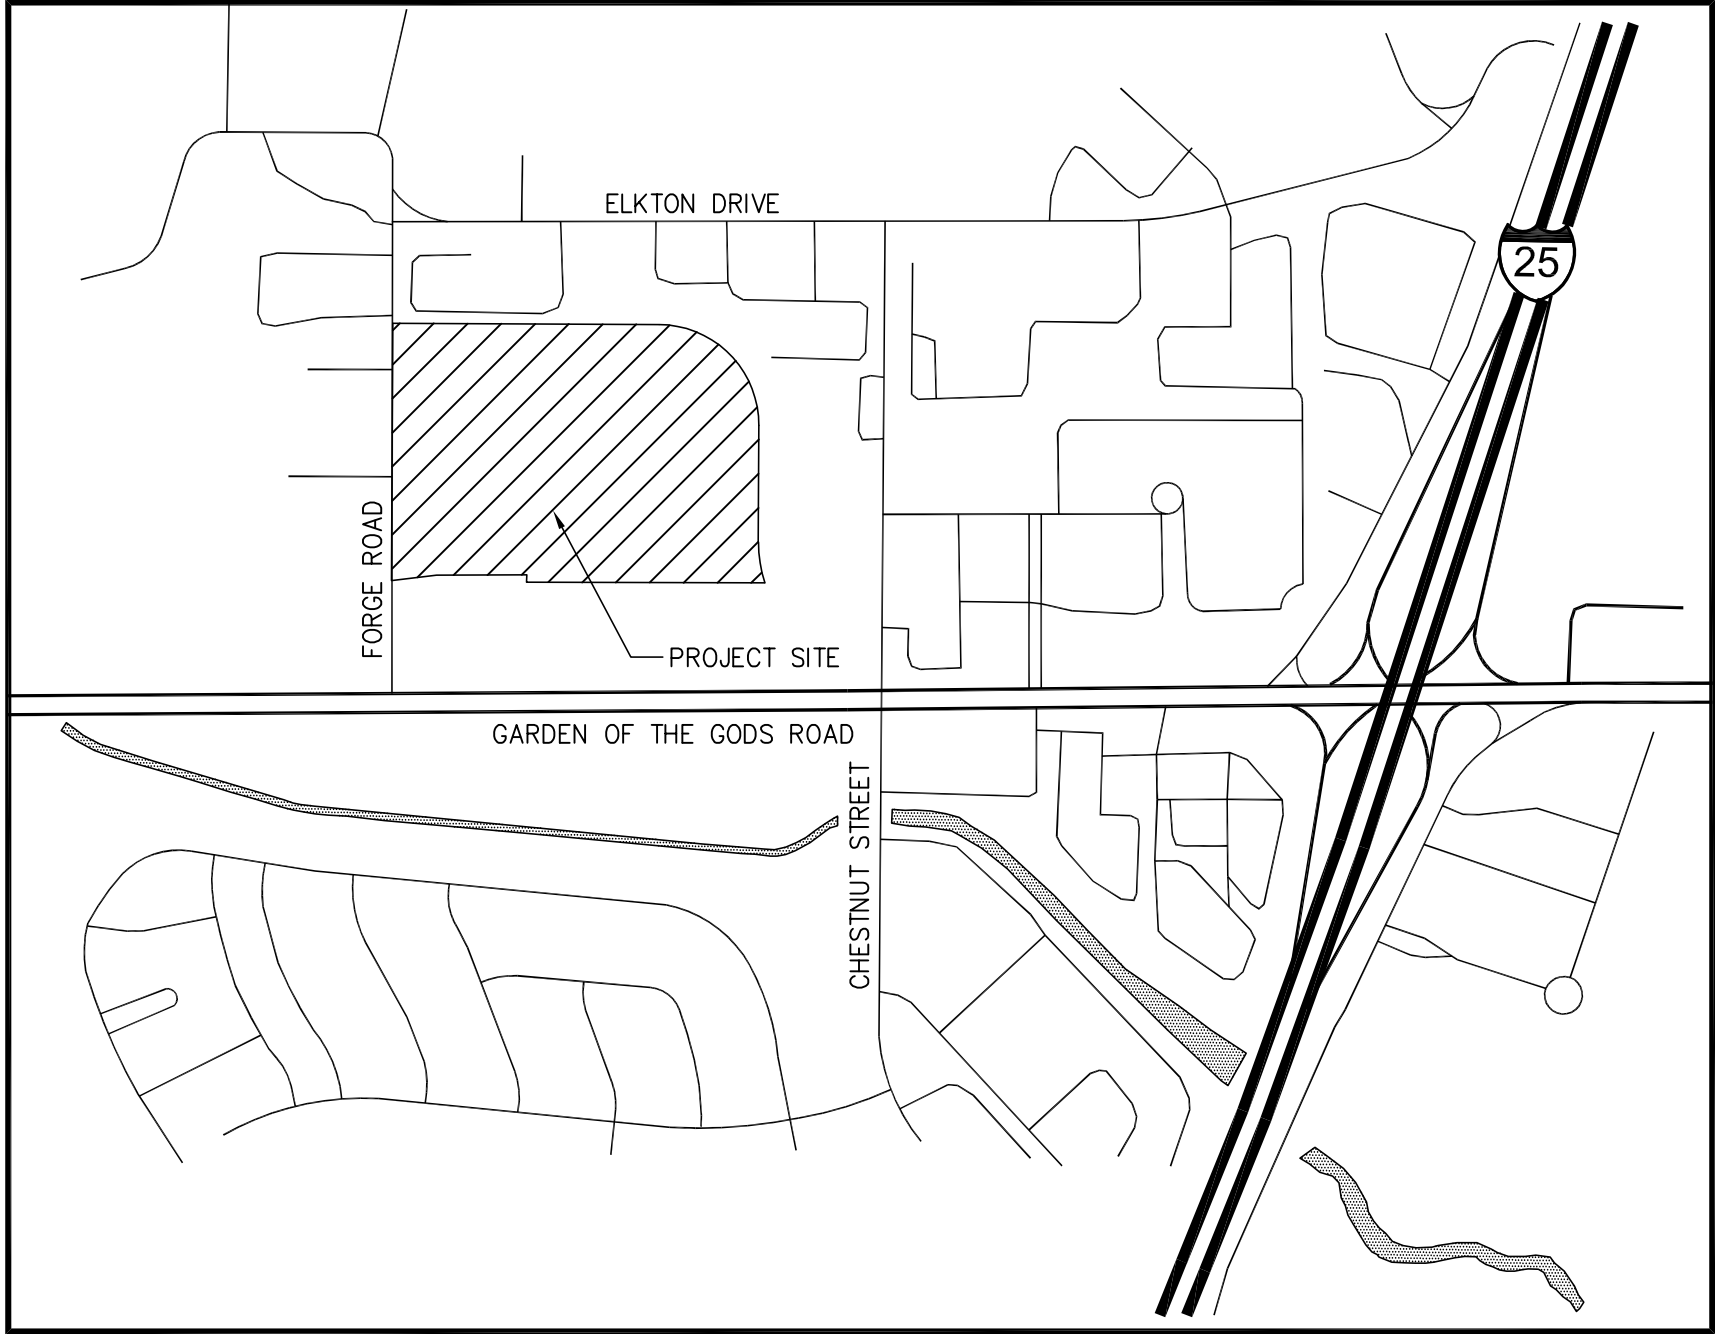 ELKTON DRIVE
25
FORGE ROAD
PROJECT SITE
GARDEN OF THE GODS ROAD
CHESTNUT STREET